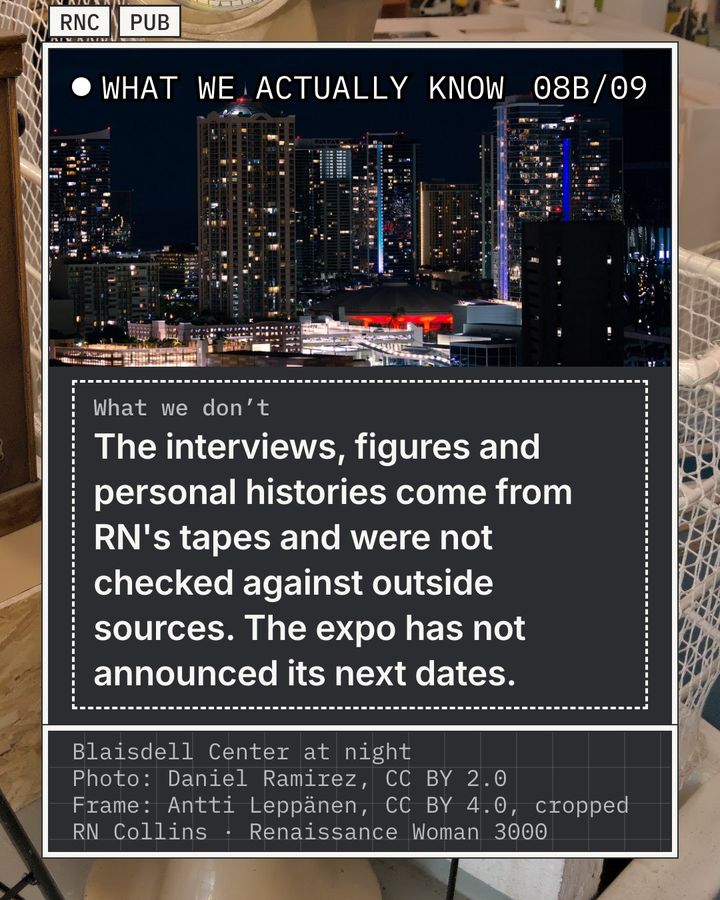 RNC PUB
WHAT WE ACTUALLY KNOW 08B/09
What we don’t
The interviews, figures and
personal histories come from
RN's tapes and were not
checked against outside
sources. The expo has not
announced its next dates.
Blaisdell Center at night
Photo: Daniel Ramirez, CC BY 2.0
Frame: Antti Leppänen, CC BY 4.0, cropped
RN Collins · Renaissance Woman 3000